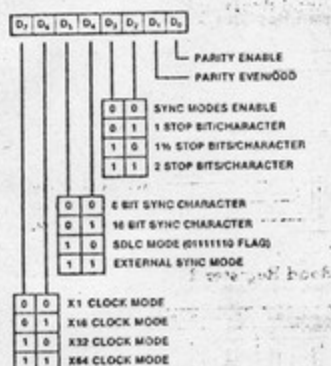 D7 D6 D5 D4 D3 D2 D1 D0
PARITY ENABLE
PARITY EVEN/ODD
0 0 SYNC MODES ENABLE
0 1 1 STOP BIT/CHARACTER
1 0 1½ STOP BITS/CHARACTER
1 1 2 STOP BITS/CHARACTER
0 0 8 BIT SYNC CHARACTER
0 1 16 BIT SYNC CHARACTER
1 0 SDLC MODE (01111110 FLAG)
1 1 EXTERNAL SYNC MODE
0 0 X1 CLOCK MODE
0 1 X16 CLOCK MODE
1 0 X32 CLOCK MODE
1 1 X64 CLOCK MODE